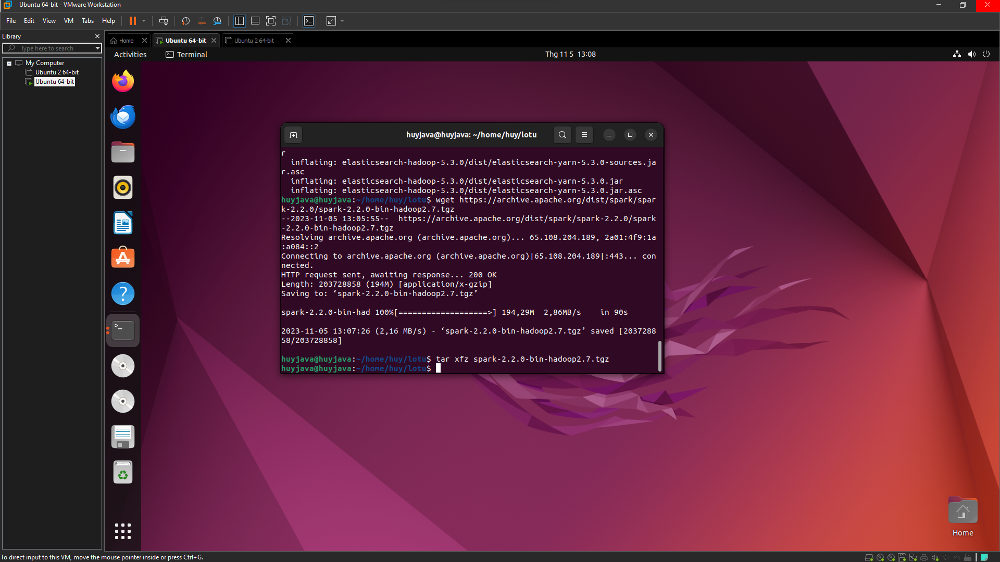 Ubuntu 64-bit - VMware Workstation
File Edit View VM Tabs Help
Library
Type here to search
My Computer
Ubuntu 2 64-bit
Ubuntu 64-bit
Home Ubuntu 64-bit Ubuntu 2 64-bit
Activities Terminal Thg 11 5 13:08
huyjava@huyjava: ~/home/huy/lotu
r
  inflating: elasticsearch-hadoop-5.3.0/dist/elasticsearch-yarn-5.3.0-sources.ja
r.asc
  inflating: elasticsearch-hadoop-5.3.0/dist/elasticsearch-yarn-5.3.0.jar
  inflating: elasticsearch-hadoop-5.3.0/dist/elasticsearch-yarn-5.3.0.jar.asc
huyjava@huyjava:~/home/huy/lotu$ wget https://archive.apache.org/dist/spark/spar
k-2.2.0/spark-2.2.0-bin-hadoop2.7.tgz
--2023-11-05 13:05:55--  https://archive.apache.org/dist/spark/spark-2.2.0/spark
-2.2.0-bin-hadoop2.7.tgz
Resolving archive.apache.org (archive.apache.org)... 65.108.204.189, 2a01:4f9:1a
:a084::2
Connecting to archive.apache.org (archive.apache.org)|65.108.204.189|:443... con
nected.
HTTP request sent, awaiting response... 200 OK
Length: 203728858 (194M) [application/x-gzip]
Saving to: ‘spark-2.2.0-bin-hadoop2.7.tgz’
spark-2.2.0-bin-had 100%[===================>] 194,29M  2,86MB/s    in 90s
2023-11-05 13:07:26 (2,16 MB/s) - ‘spark-2.2.0-bin-hadoop2.7.tgz’ saved [2037288
58/203728858]
huyjava@huyjava:~/home/huy/lotu$ tar xfz spark-2.2.0-bin-hadoop2.7.tgz
huyjava@huyjava:~/home/huy/lotu$
Home
To direct input to this VM, move the mouse pointer inside or press Ctrl+G.